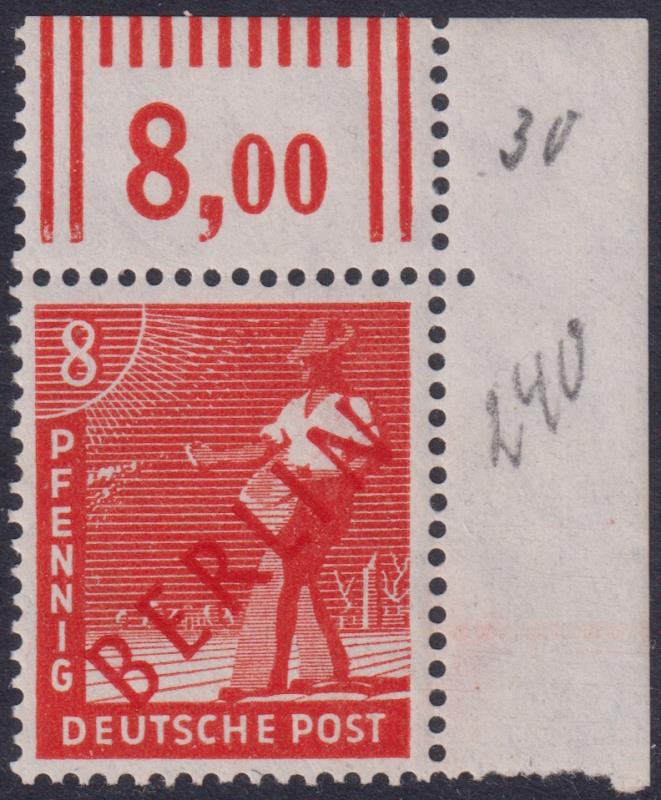 8,00
30
240
8
PFENNIG
BERLIN
DEUTSCHE POST